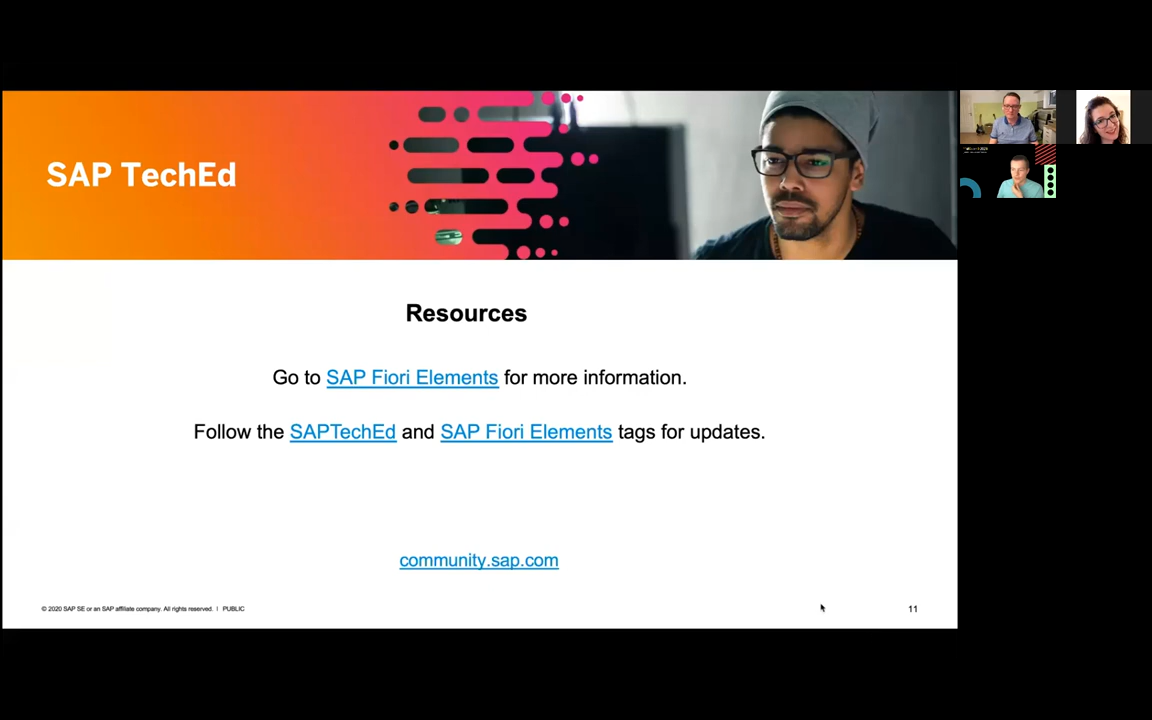 SAP TechEd
Resources
Go to SAP Fiori Elements for more information.
Follow the SAPTechEd and SAP Fiori Elements tags for updates.
community.sap.com
© 2020 SAP SE or an SAP affiliate company. All rights reserved. | PUBLIC
11